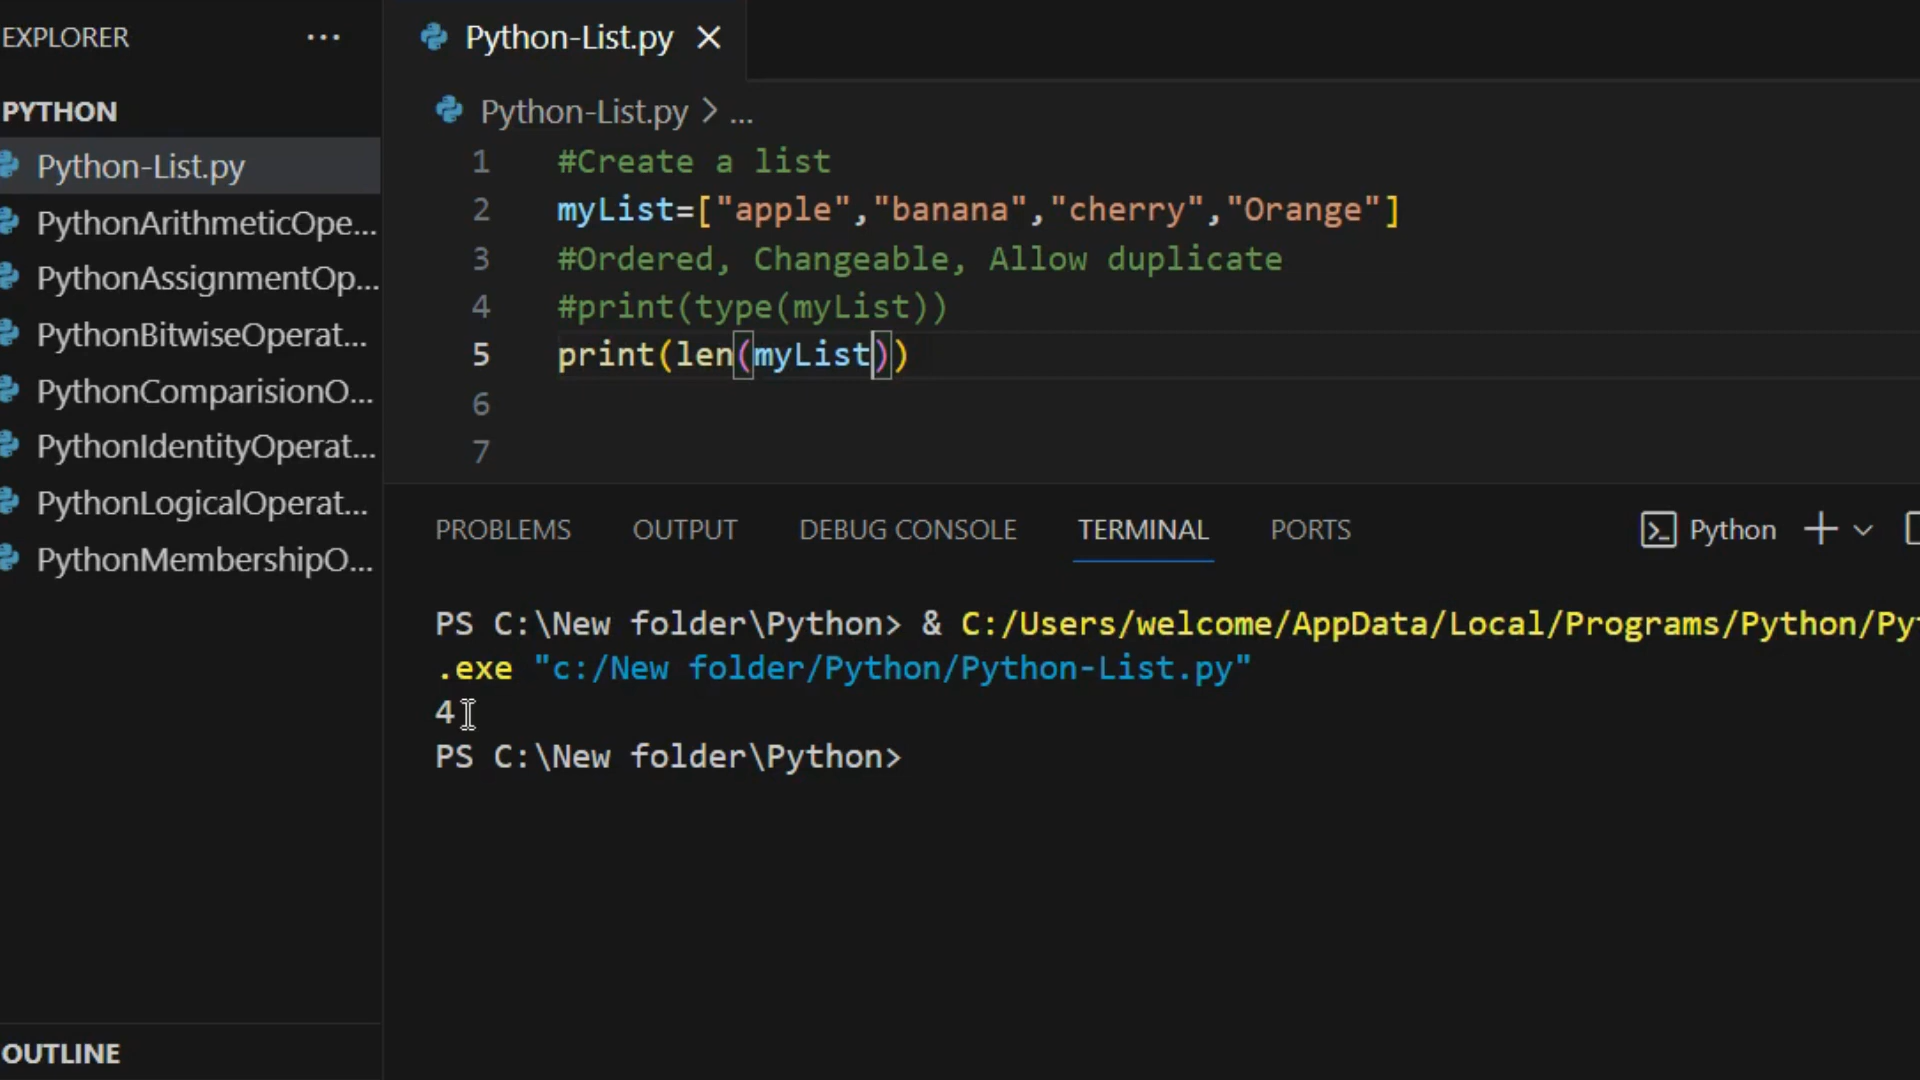 EXPLORER ...
PYTHON
Python-List.py
PythonArithmeticOpe...
PythonAssignmentOp...
PythonBitwiseOperat...
PythonComparisionO...
PythonIdentityOperat...
PythonLogicalOperat...
PythonMembershipO...
OUTLINE
Python-List.py
Python-List.py > ...
1 #Create a list
2 myList=["apple","banana","cherry","Orange"]
3 #Ordered, Changeable, Allow duplicate
4 #print(type(myList))
5 print(len(myList))
6
7
PROBLEMS OUTPUT DEBUG CONSOLE TERMINAL PORTS Python
PS C:\New folder\Python> & C:/Users/welcome/AppData/Local/Programs/Python/Pyt
.exe "c:/New folder/Python/Python-List.py"
4
PS C:\New folder\Python>